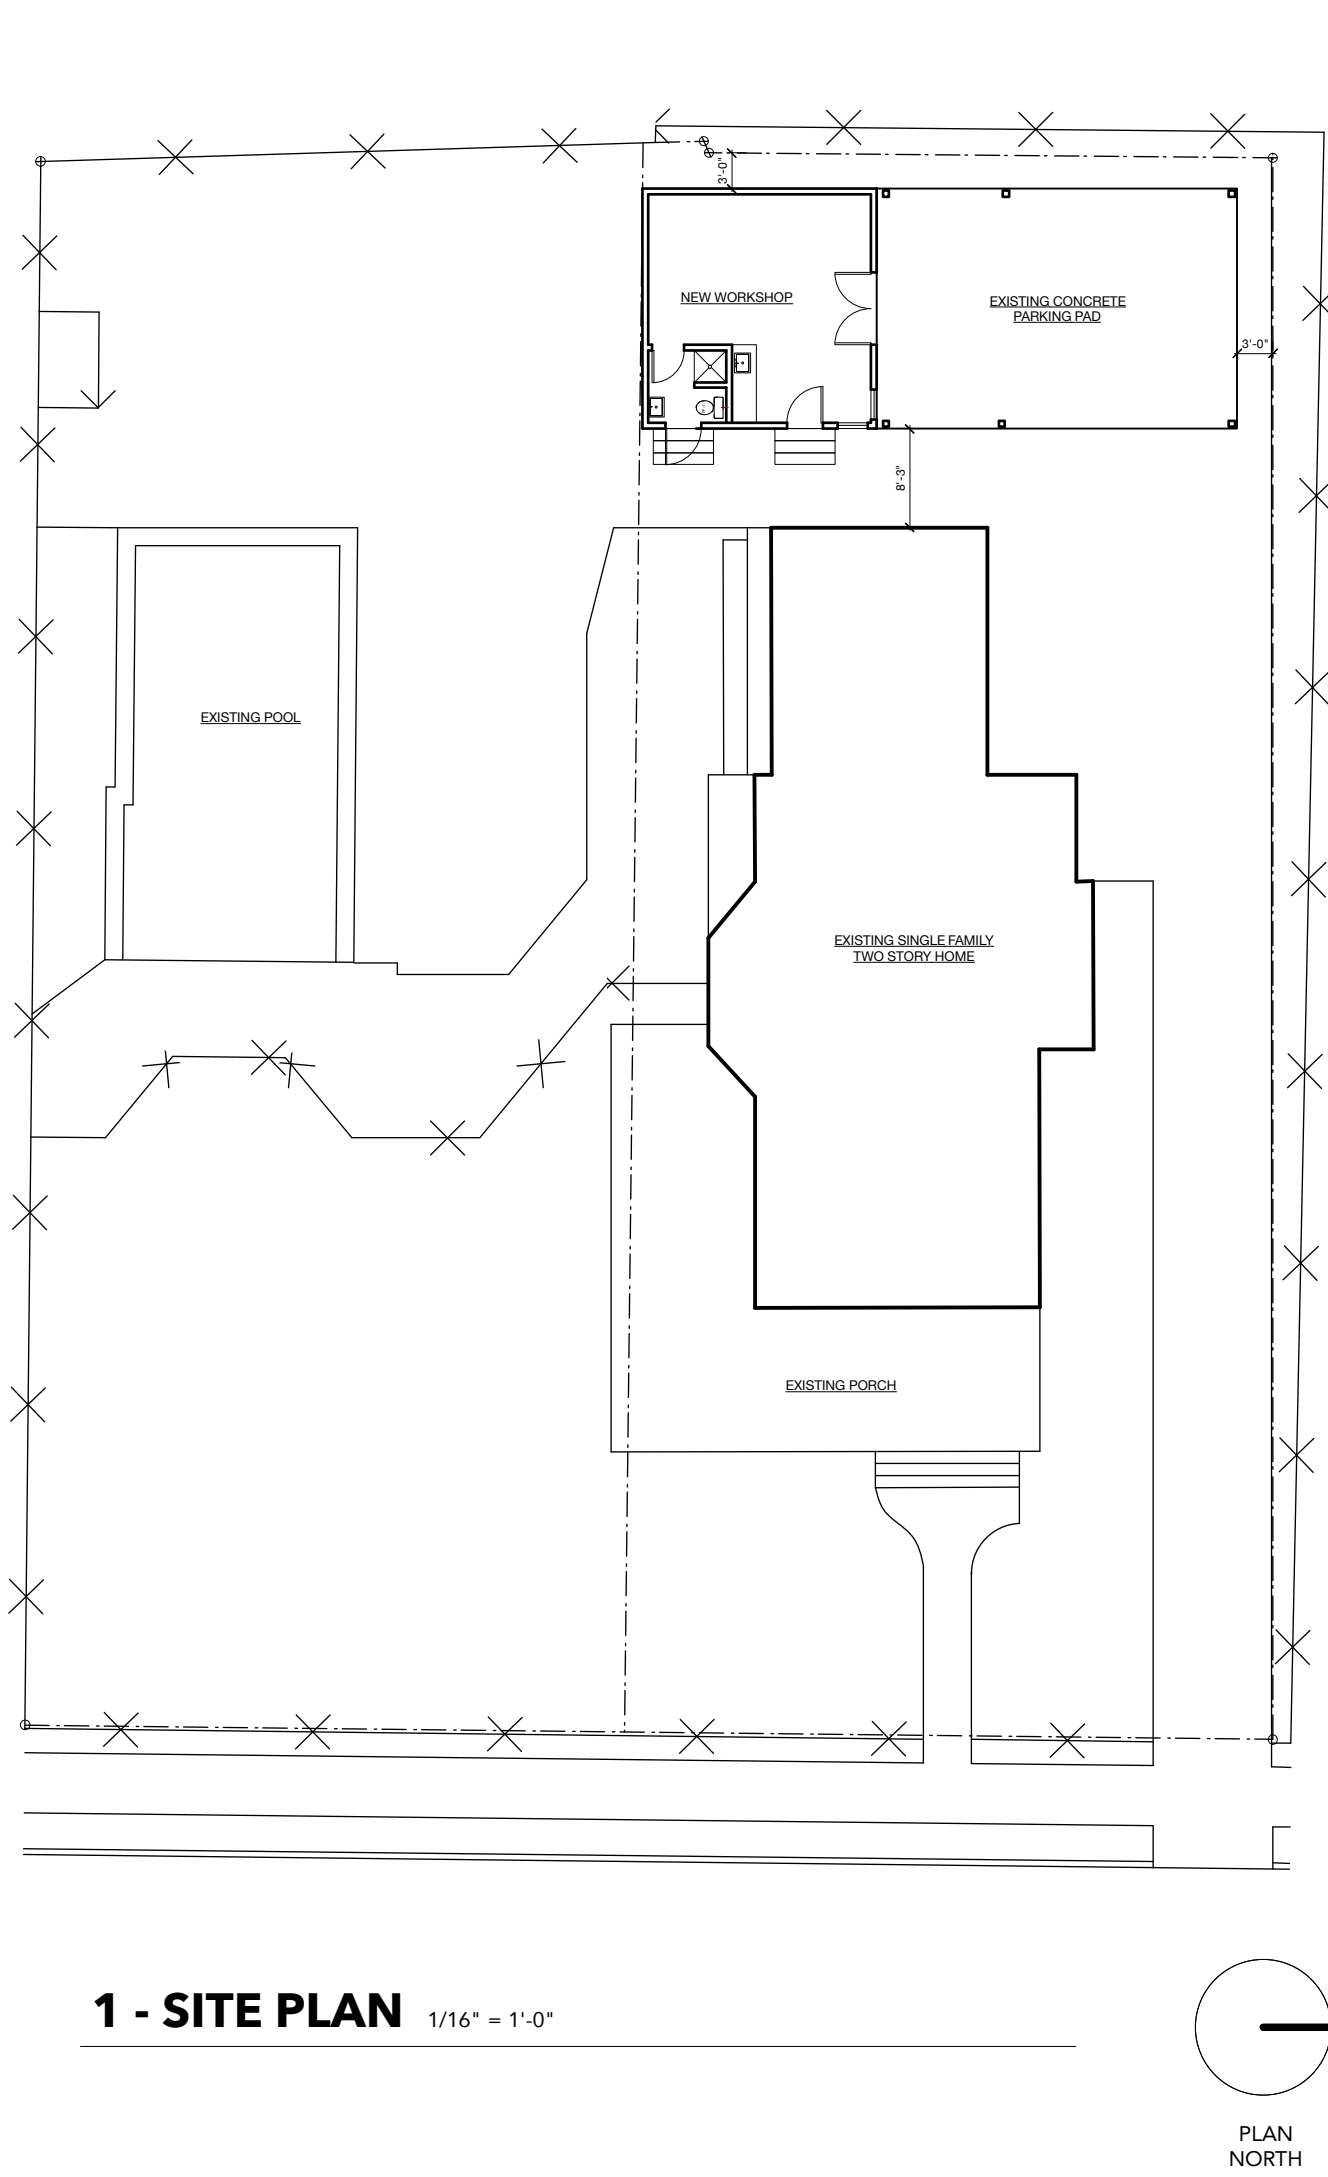 3'-0"
NEW WORKSHOP
EXISTING CONCRETE
PARKING PAD
3'-0"
8'-3"
EXISTING POOL
EXISTING SINGLE FAMILY
TWO STORY HOME
EXISTING PORCH
1 - SITE PLAN 1/16" = 1'-0"
PLAN
NORTH